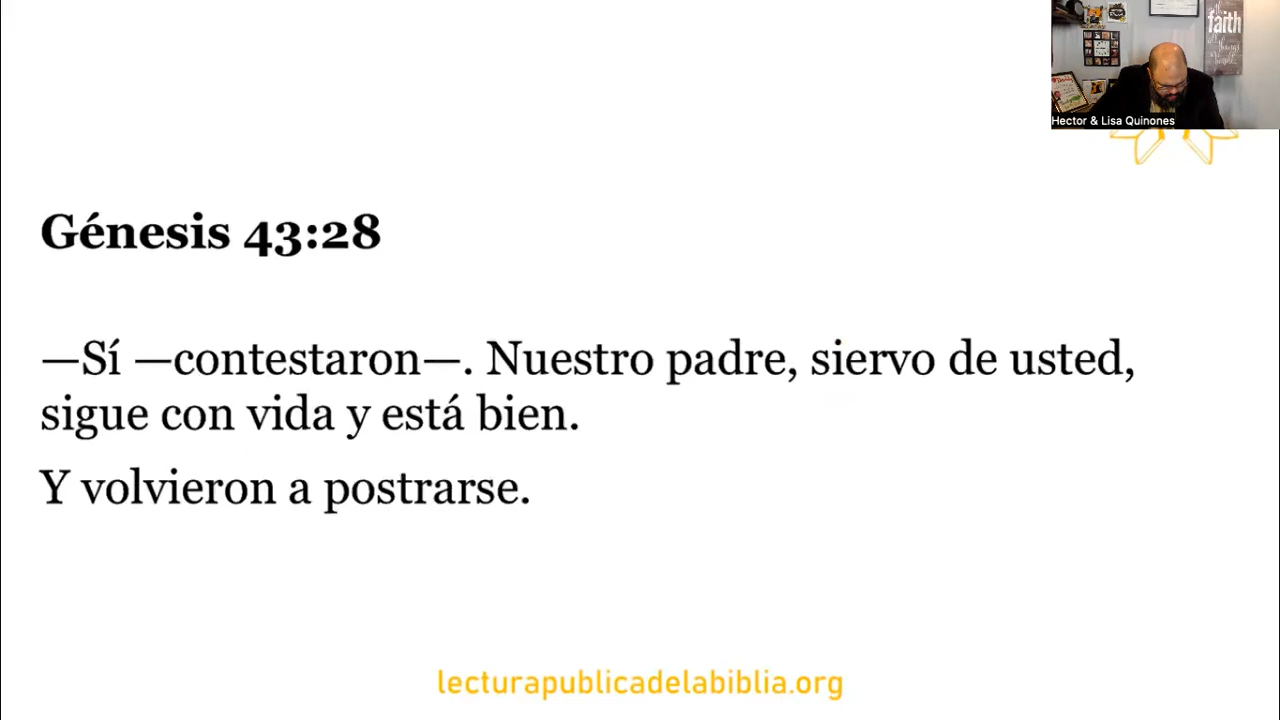 faith
Hector & Lisa Quinones
Génesis 43:28
—Sí —contestaron—. Nuestro padre, siervo de usted,
sigue con vida y está bien.
Y volvieron a postrarse.
lecturapublicadelabiblia.org